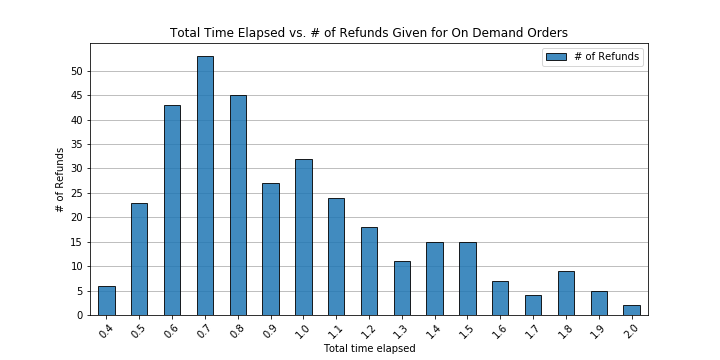 Total Time Elapsed vs. # of Refunds Given for On Demand Orders
# of Refunds
50
45
40
35
30
25
20
15
10
5
0
# of Refunds
0.4 0.5 0.6 0.7 0.8 0.9 1.0 1.1 1.2 1.3 1.4 1.5 1.6 1.7 1.8 1.9 2.0
Total time elapsed